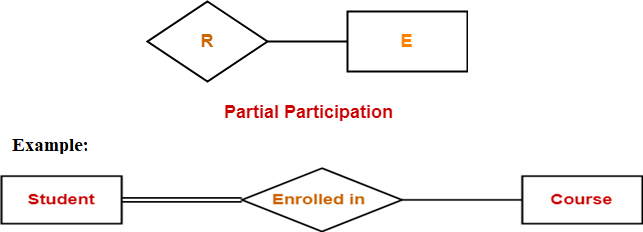 R
E
Partial Participation
Example:
Student
Enrolled in
Course